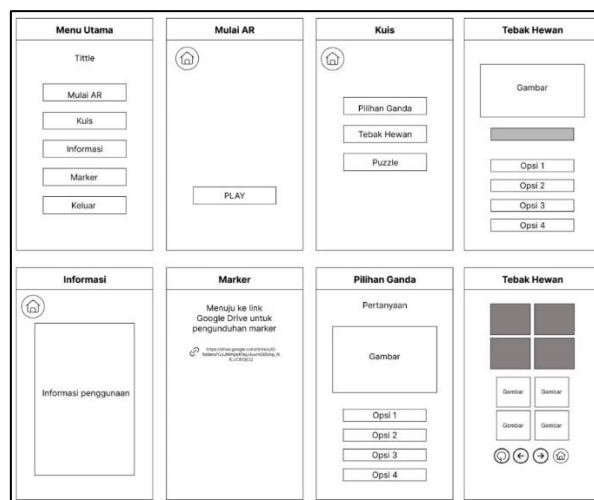 Menu Utama
Tittle
Mulai AR
Kuis
Informasi
Marker
Keluar
Mulai AR
PLAY
Kuis
Pilihan Ganda
Tebak Hewan
Puzzle
Tebak Hewan
Gambar
Opsi 1
Opsi 2
Opsi 3
Opsi 4
Informasi
Informasi penggunaan
Marker
Menuju ke link
Google Drive untuk
pengunduhan marker
Pilihan Ganda
Pertanyaan
Gambar
Opsi 1
Opsi 2
Opsi 3
Opsi 4
Tebak Hewan
Gambar
Gambar
Gambar
Gambar